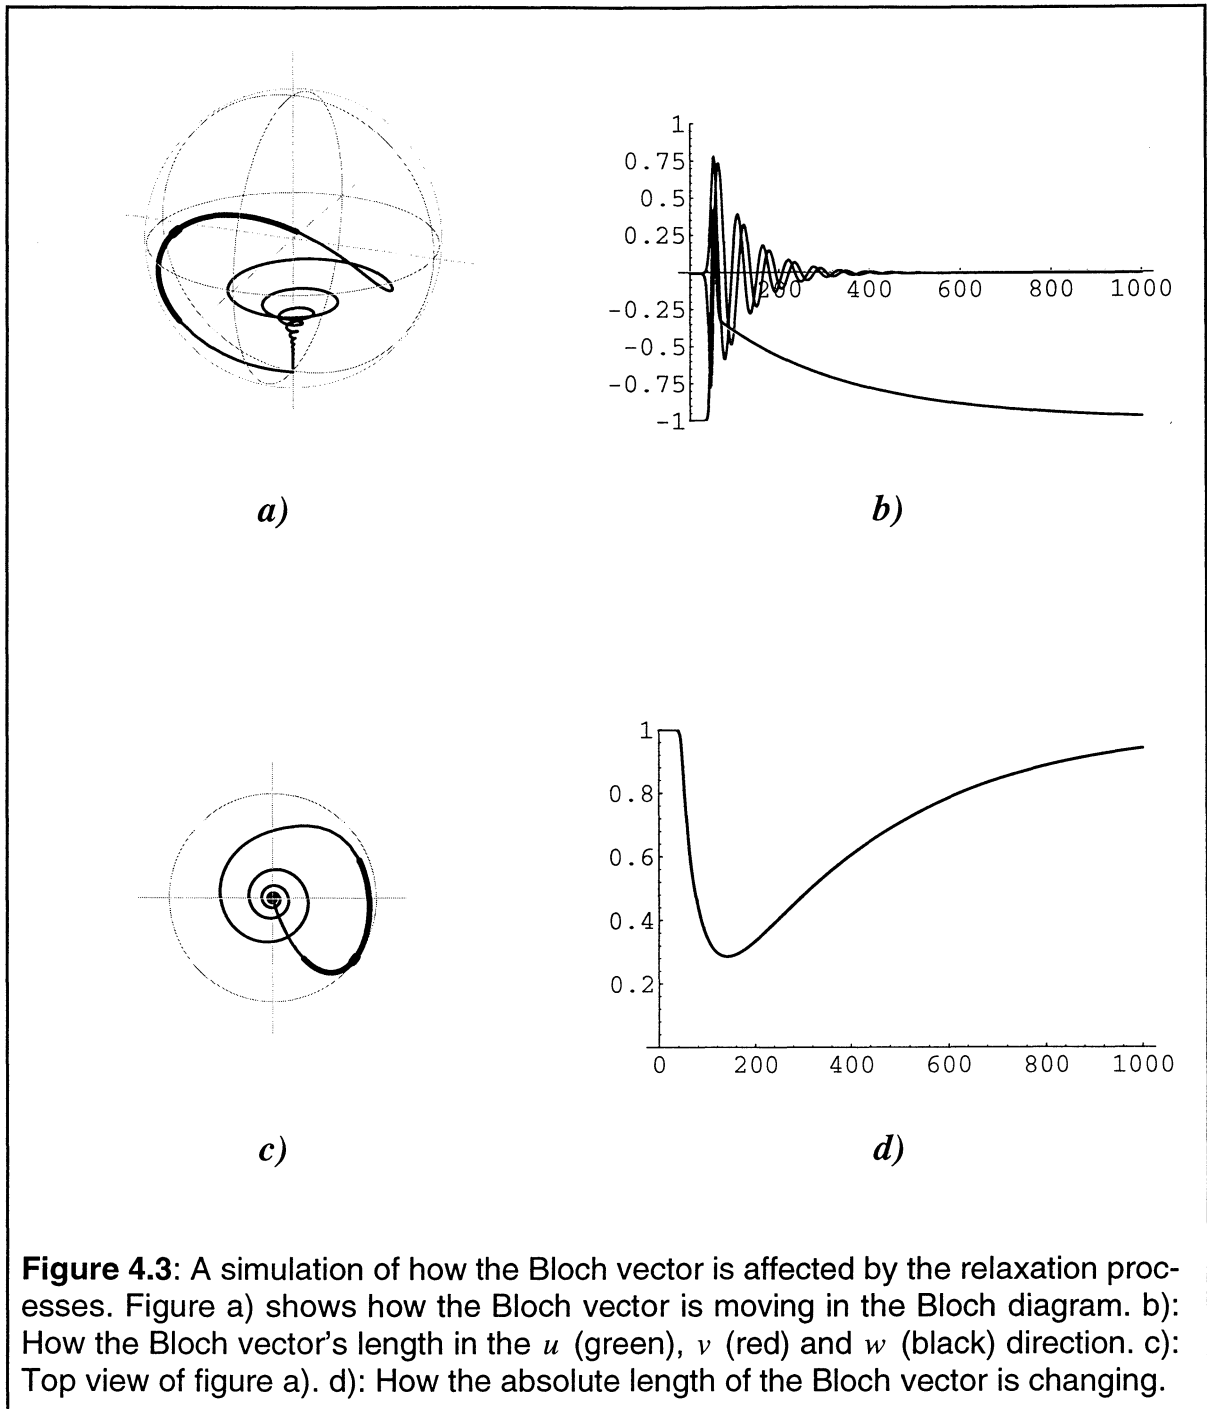 1
0.75
0.5
0.25
200 400 600 800 1000
-0.25
-0.5
-0.75
-1
a)
b)
1
0.8
0.6
0.4
0.2
0 200 400 600 800 1000
c)
d)
Figure 4.3: A simulation of how the Bloch vector is affected by the relaxation proc-
esses. Figure a) shows how the Bloch vector is moving in the Bloch diagram. b):
How the Bloch vector's length in the u (green), v (red) and w (black) direction. c):
Top view of figure a). d): How the absolute length of the Bloch vector is changing.